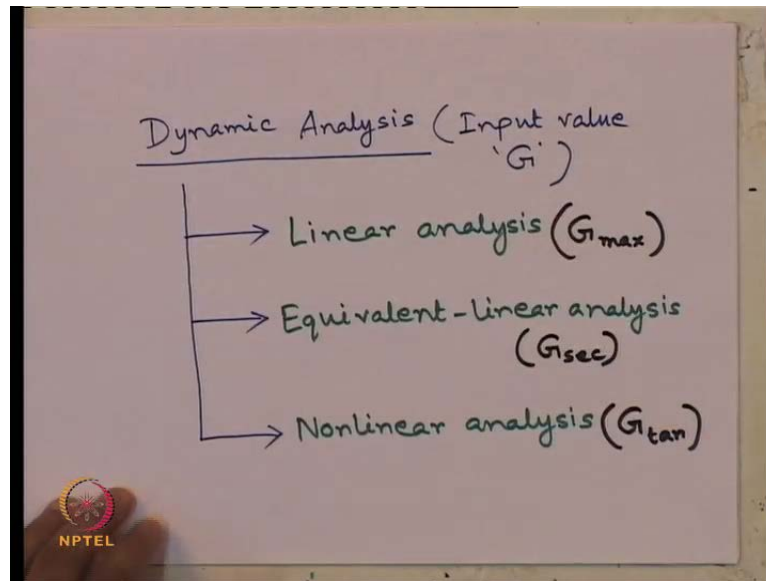 Dynamic Analysis (Input value
'G')
Linear analysis (Gmax)
Equivalent-linear analysis
(Gsec)
Nonlinear analysis (Gtan)
NPTEL